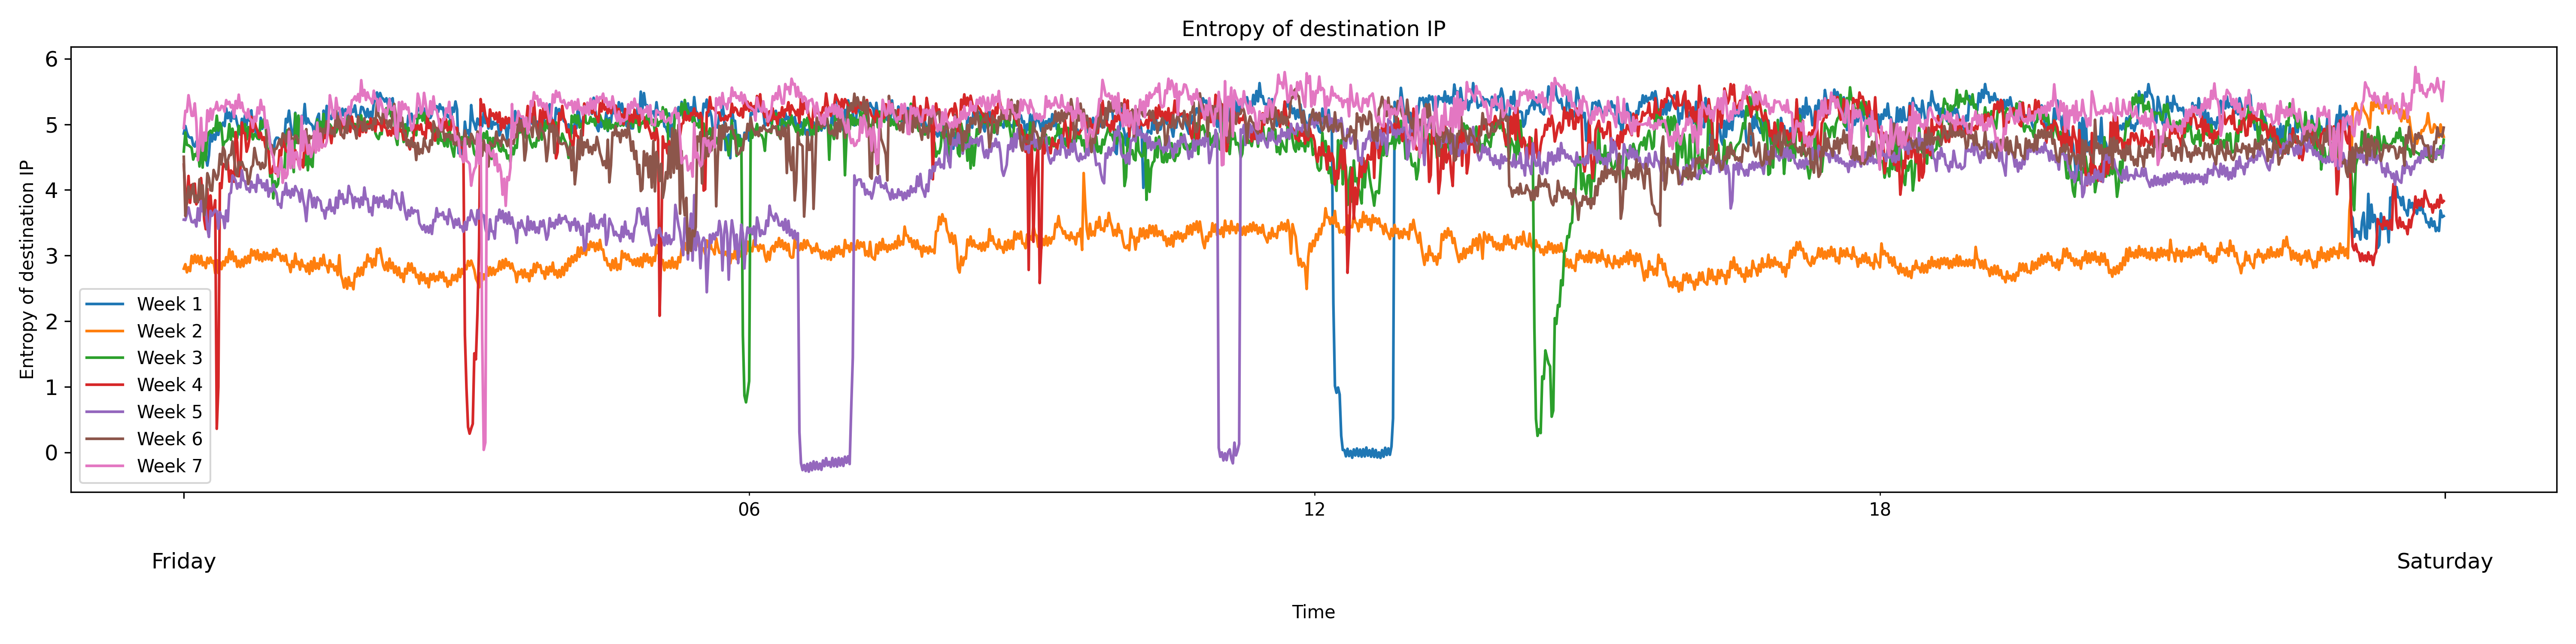 Entropy of destination IP
Entropy of destination IP
6
5
4
3
2
1
0
Week 1
Week 2
Week 3
Week 4
Week 5
Week 6
Week 7
06
12
18
Friday
Saturday
Time